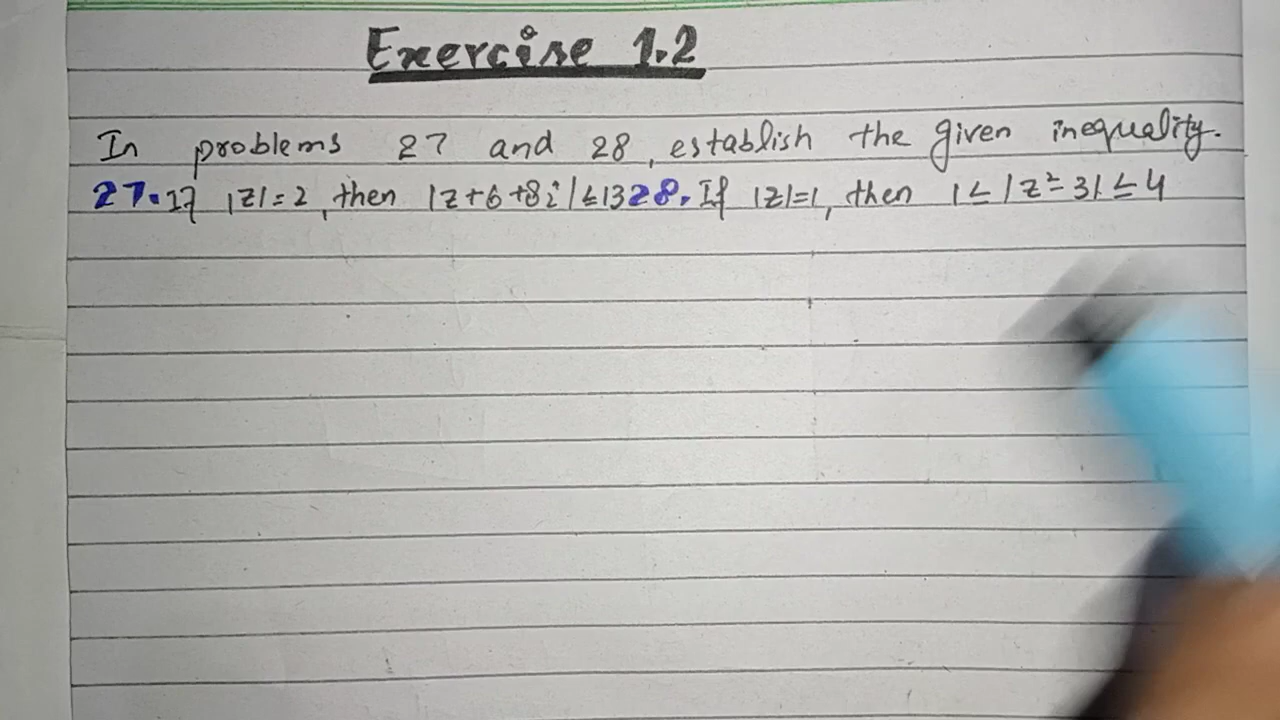 Exercise 1.2
In problems 27 and 28, establish the given inequality.
27. If |z|=2, then |z+6+8i|≤13 28. If |z|=1, then 1≤|z²-3|≤4